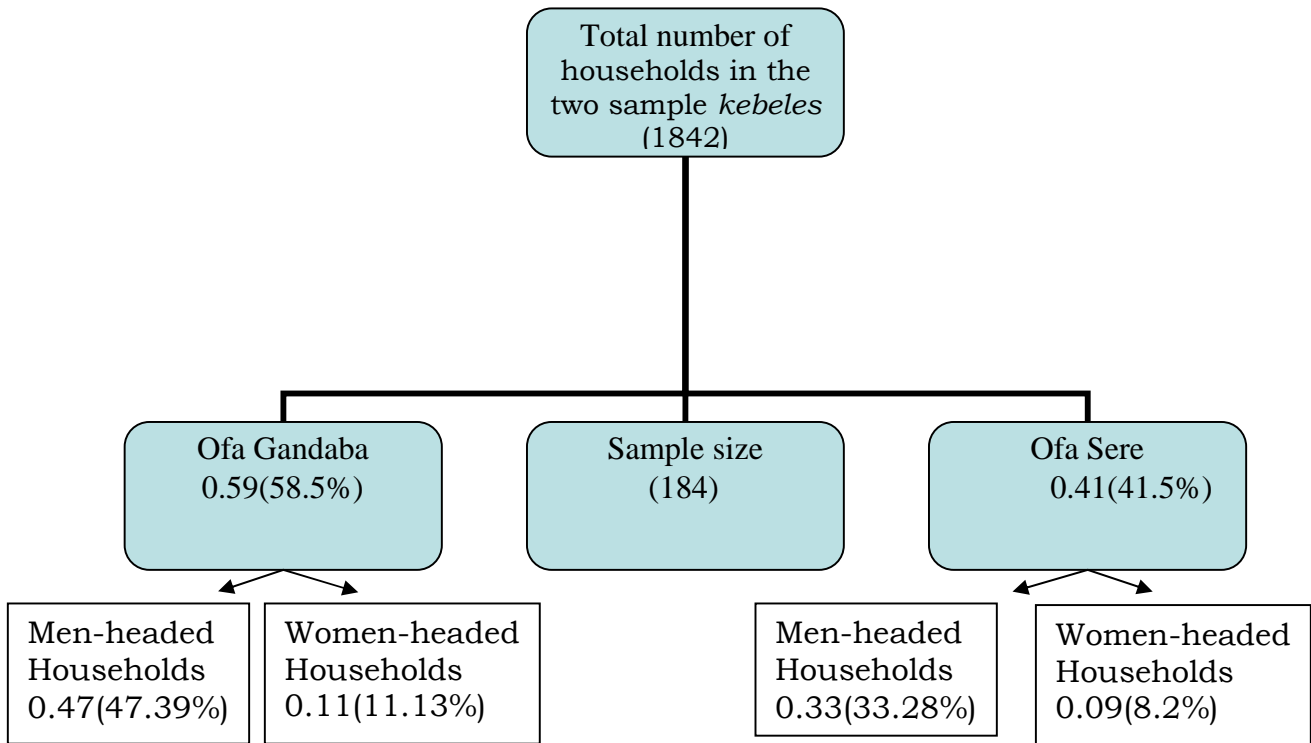 Total number of
households in the
two sample kebeles
(1842)
Ofa Gandaba
0.59(58.5%)
Sample size
(184)
Ofa Sere
0.41(41.5%)
Men-headed
Households
0.47(47.39%)
Women-headed
Households
0.11(11.13%)
Men-headed
Households
0.33(33.28%)
Women-headed
Households
0.09(8.2%)